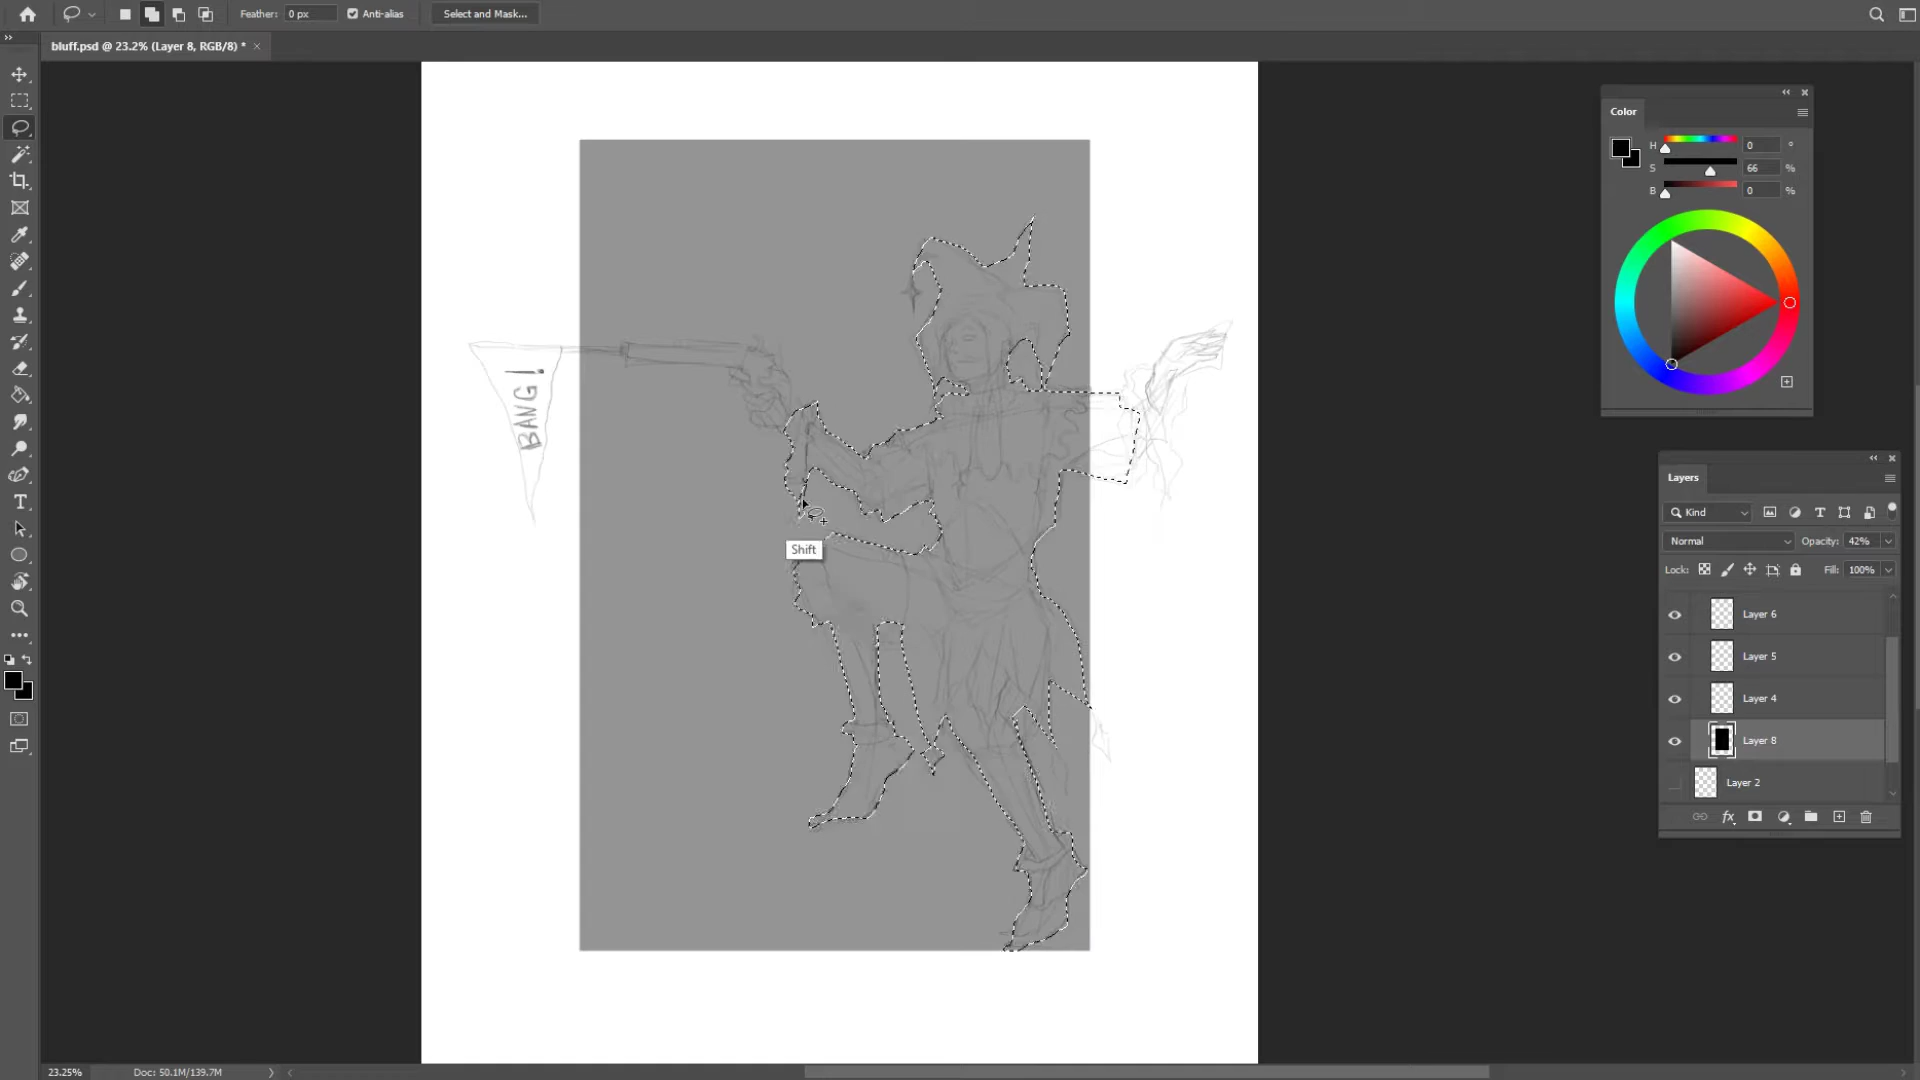 Feather: 0 px Anti-alias Select and Mask...
bluff.psd @ 23.2% (Layer 8, RGB/8) *
Color
H 0 °
S 66 %
B 0 %
BANG!
Shift
Layers
Kind
Normal Opacity: 42%
Lock: Fill: 100%
Layer 6
Layer 5
Layer 4
Layer 8
Layer 2
23.25% Doc: 50.1M/139.7M